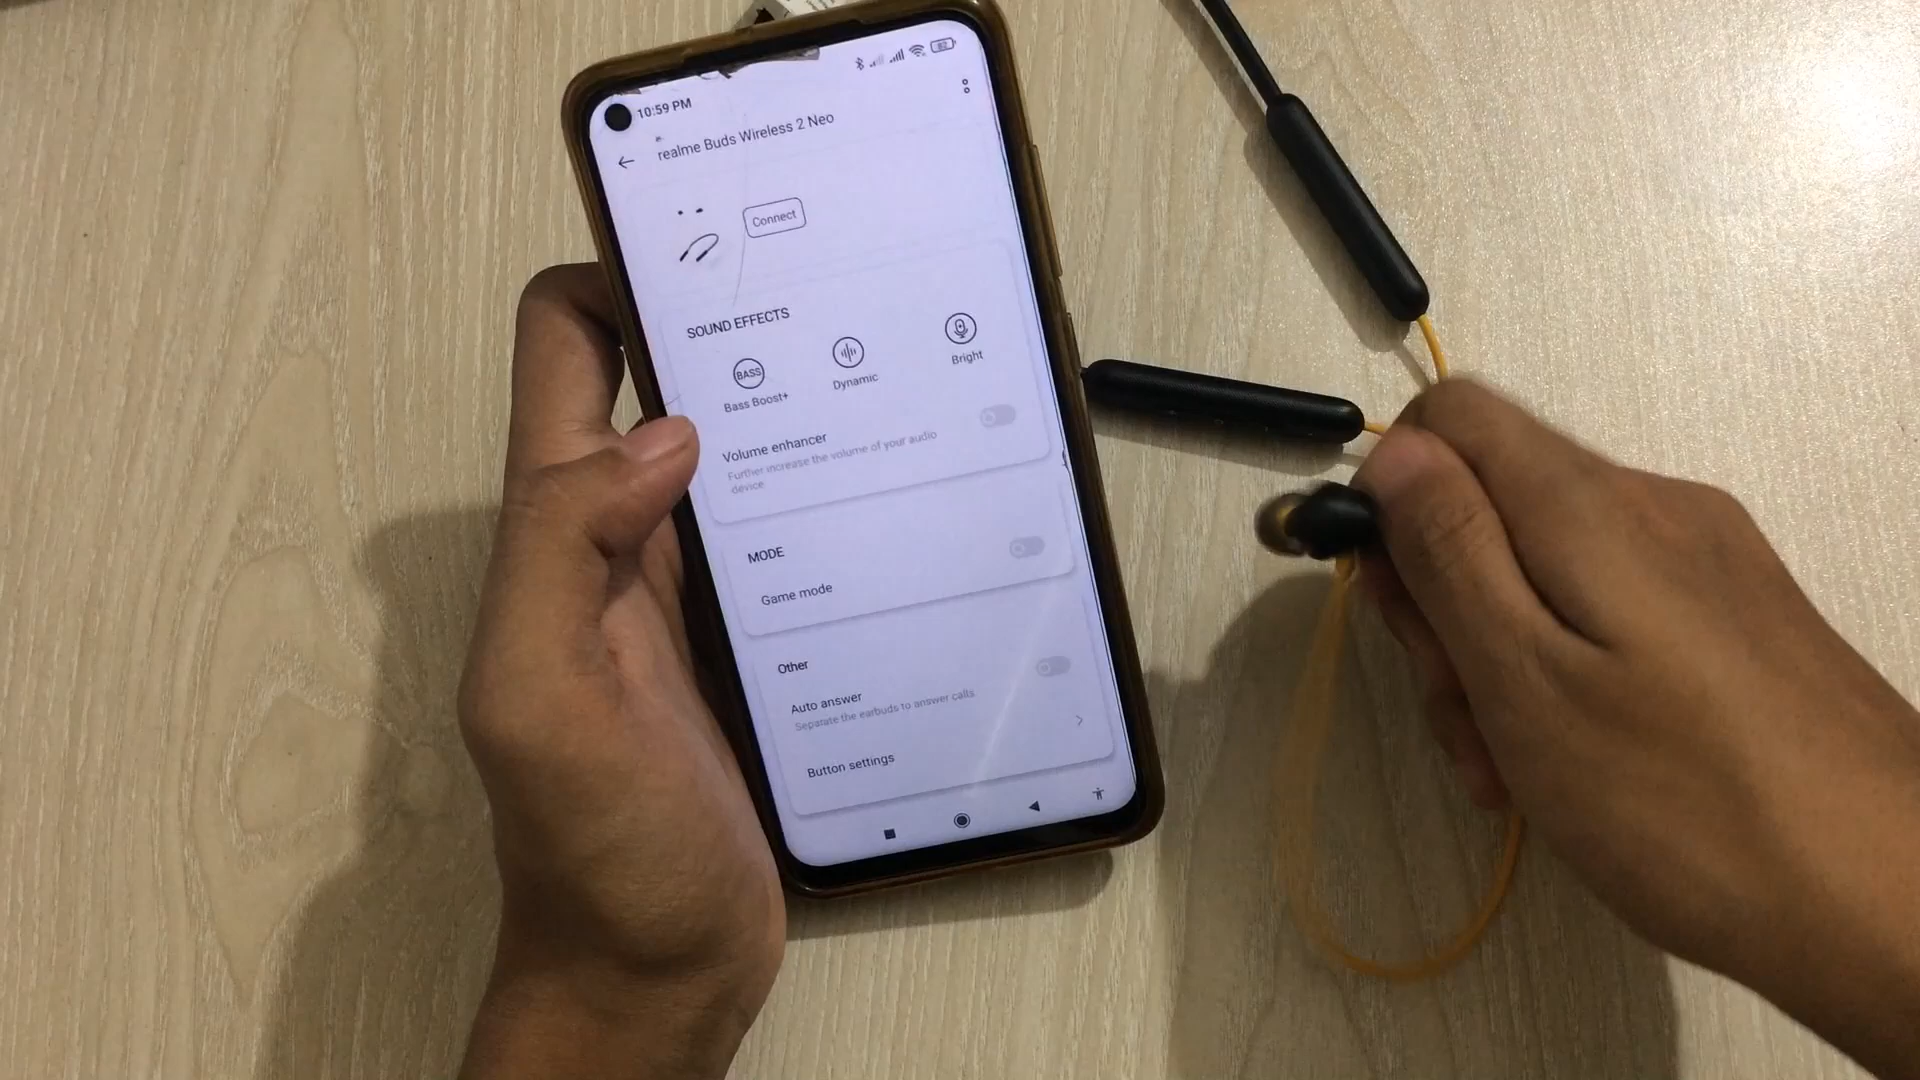 10:59 PM
82
realme Buds Wireless 2 Neo
Connect
SOUND EFFECTS
BASS
Bass Boost+
Dynamic
Bright
Volume enhancer
Further increase the volume of your audio
device
MODE
Game mode
Other
Auto answer
Separate the earbuds to answer calls
Button settings